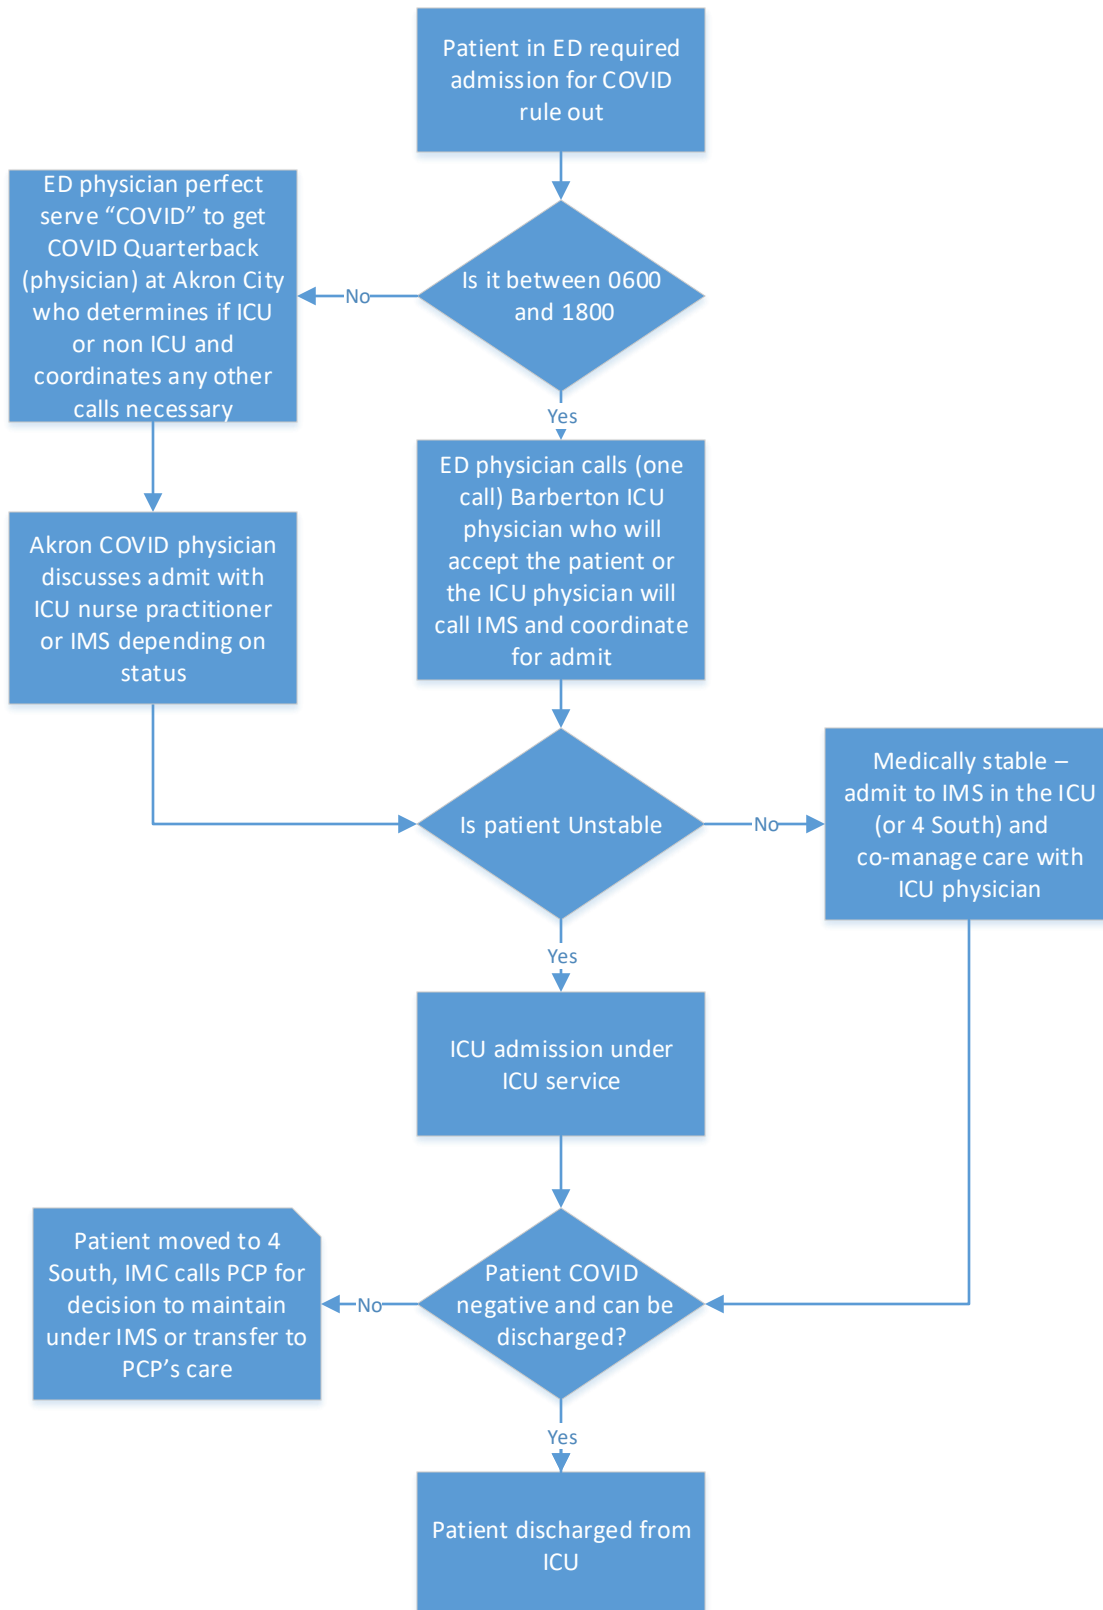 Patient in ED required
admission for COVID
rule out
Is it between 0600
and 1800
No
ED physician perfect
serve “COVID” to get
COVID Quarterback
(physician) at Akron City
who determines if ICU
or non ICU and
coordinates any other
calls necessary
Akron COVID physician
discusses admit with
ICU nurse practitioner
or IMS depending on
status
Yes
ED physician calls (one
call) Barberton ICU
physician who will
accept the patient or
the ICU physician will
call IMS and coordinate
for admit
Is patient Unstable
No
Medically stable –
admit to IMS in the ICU
(or 4 South) and
co-manage care with
ICU physician
Yes
ICU admission under
ICU service
Patient COVID
negative and can be
discharged?
No
Patient moved to 4
South, IMC calls PCP for
decision to maintain
under IMS or transfer to
PCP’s care
Yes
Patient discharged from
ICU